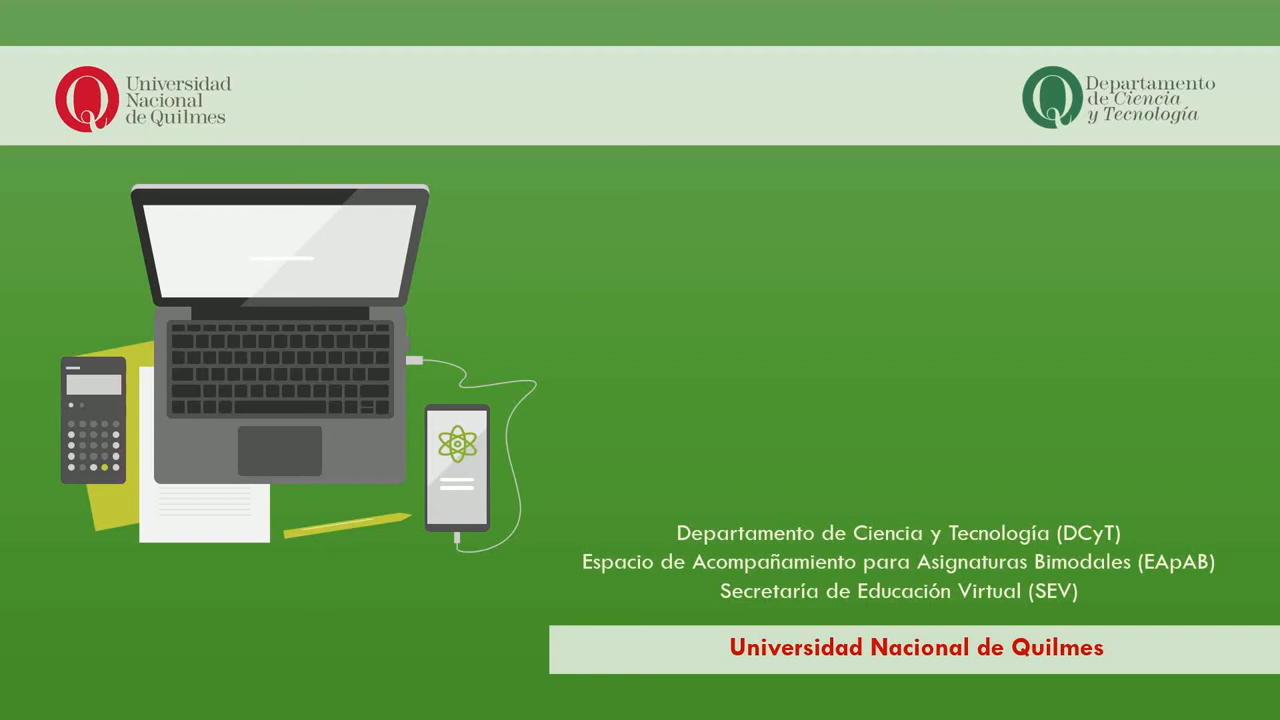 Universidad
Nacional
de Quilmes
Departamento
de Ciencia
y Tecnología
Departamento de Ciencia y Tecnología (DCyT)
Espacio de Acompañamiento para Asignaturas Bimodales (EApAB)
Secretaría de Educación Virtual (SEV)
Universidad Nacional de Quilmes